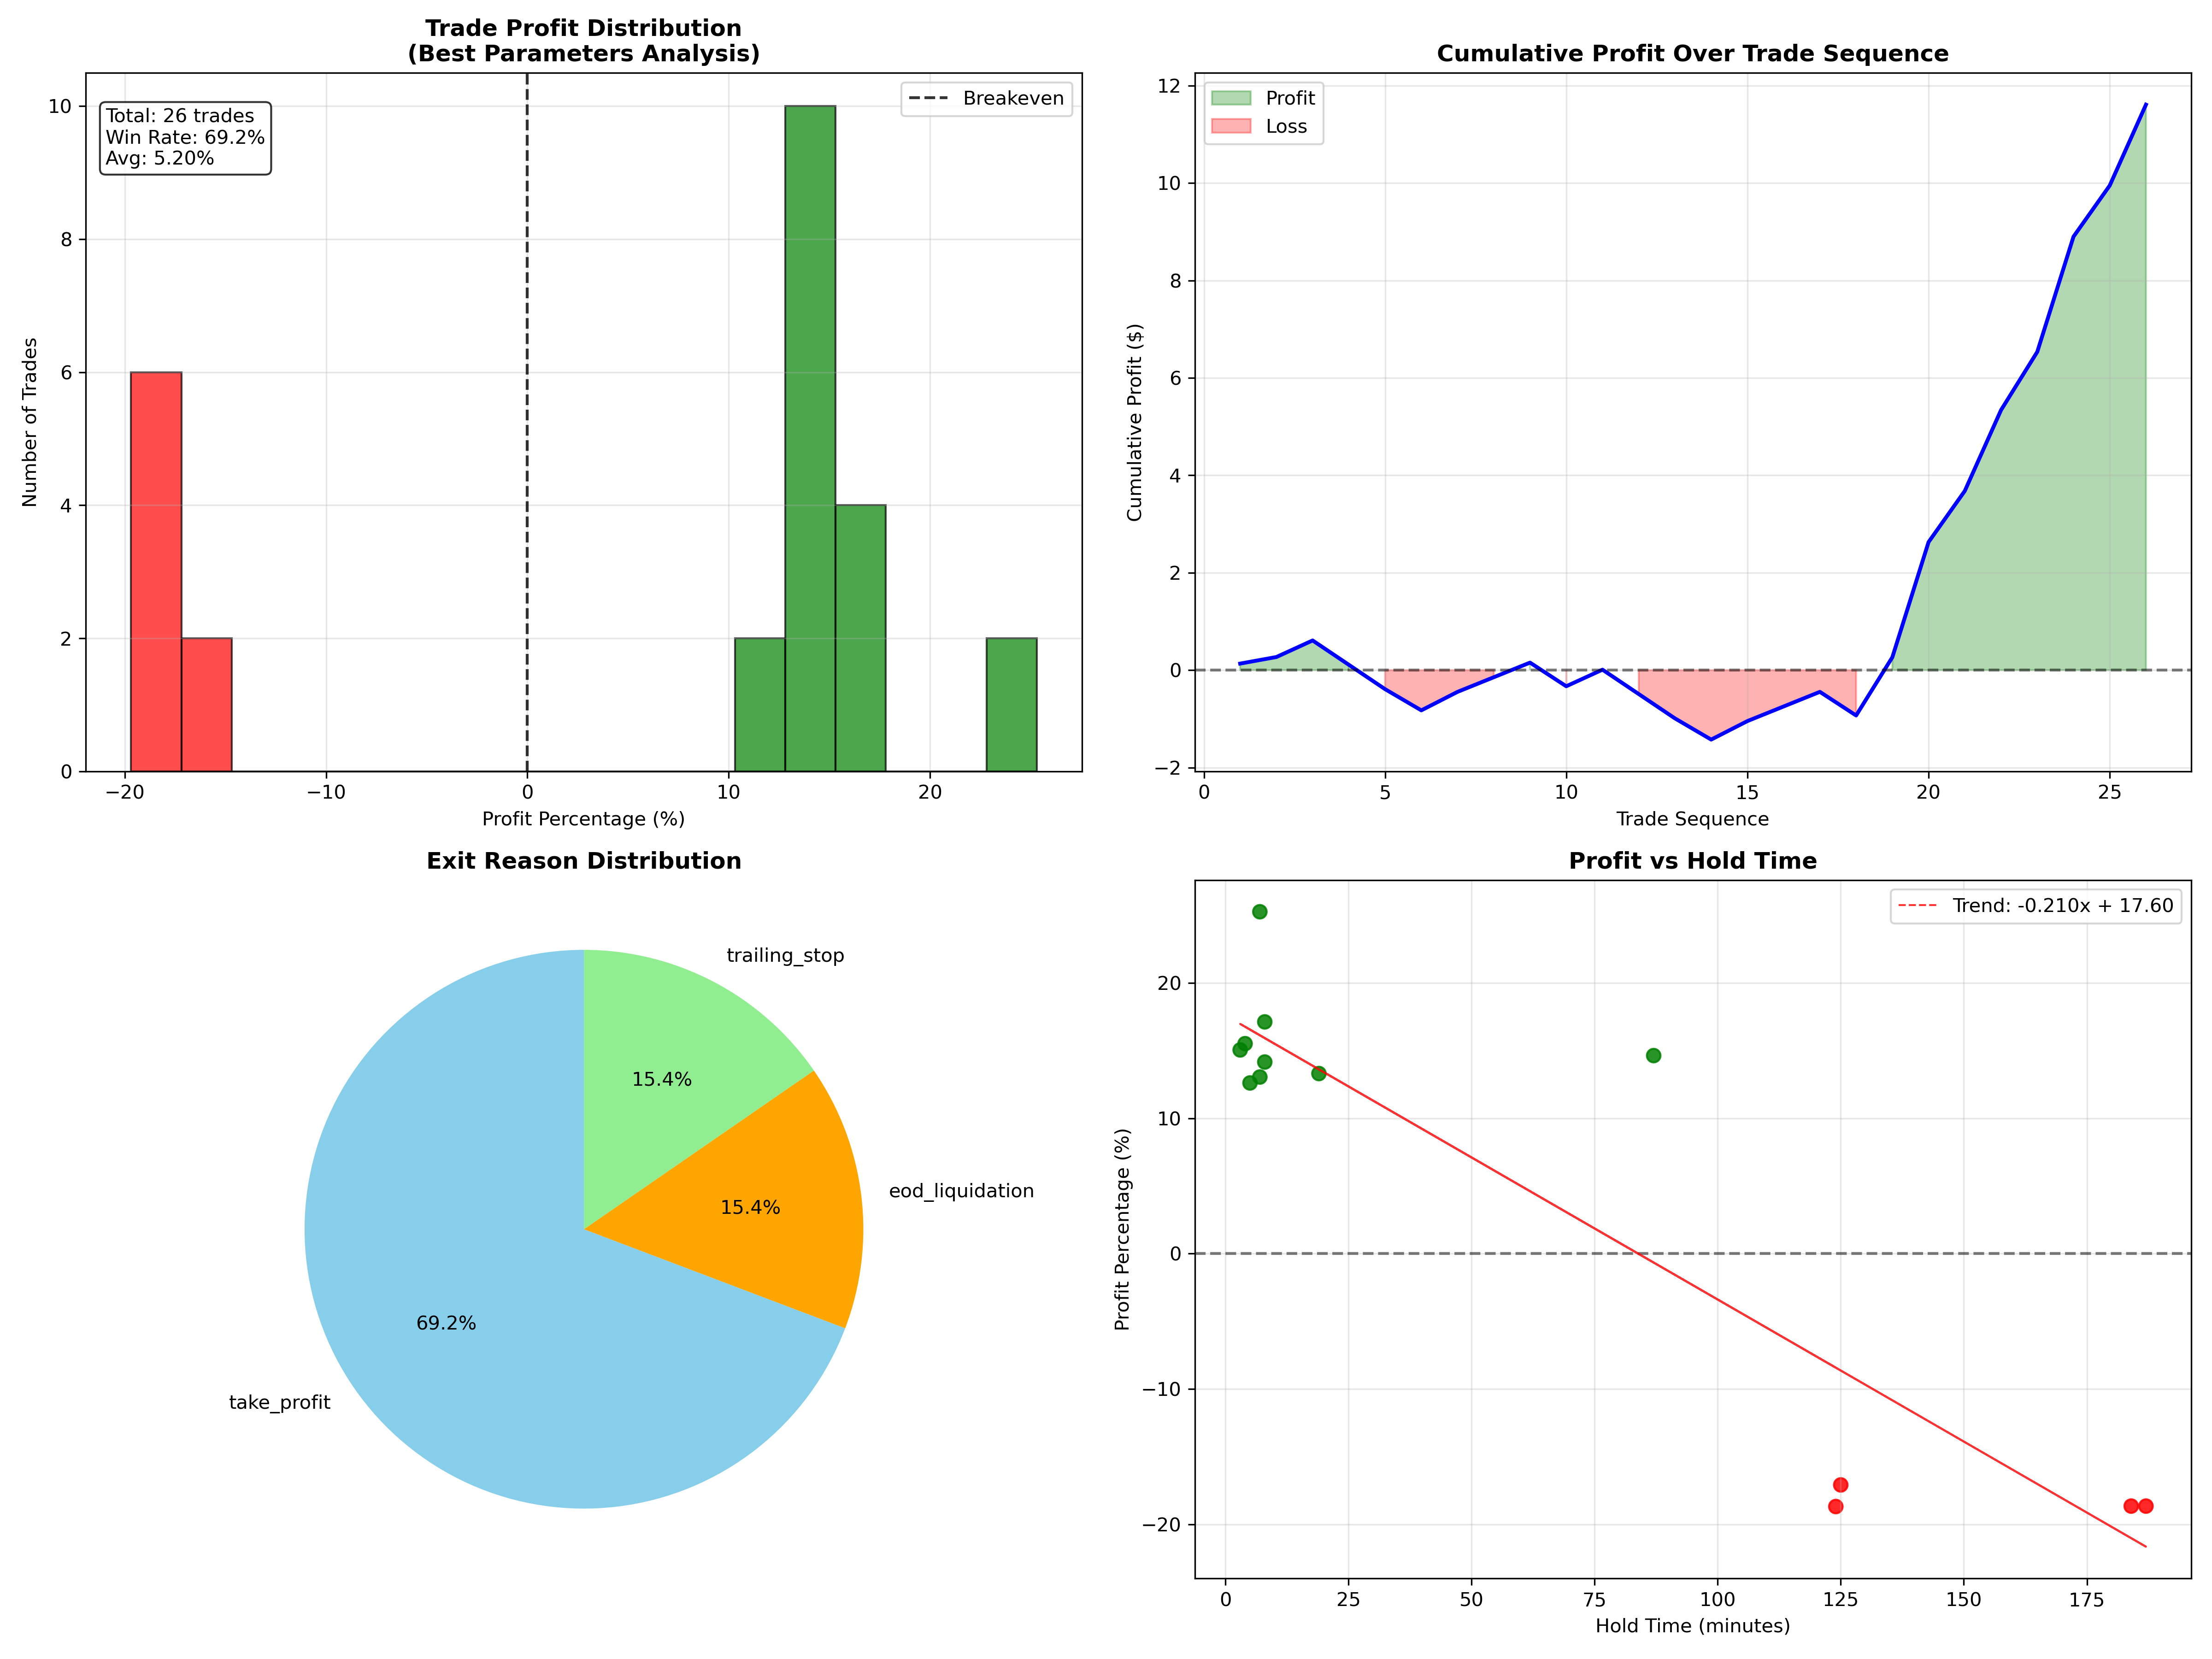 Trade Profit Distribution
(Best Parameters Analysis)
Total: 26 trades
Win Rate: 69.2%
Avg: 5.20%
Breakeven
10
8
6
4
2
0
Number of Trades
−20
−10
0
10
20
Profit Percentage (%)
Cumulative Profit Over Trade Sequence
Profit
Loss
12
10
8
6
4
2
0
−2
Cumulative Profit ($)
0
5
10
15
20
25
Trade Sequence
Exit Reason Distribution
trailing_stop
15.4%
eod_liquidation
15.4%
69.2%
take_profit
Profit vs Hold Time
Trend: -0.210x + 17.60
20
10
0
−10
−20
Profit Percentage (%)
0
25
50
75
100
125
150
175
Hold Time (minutes)